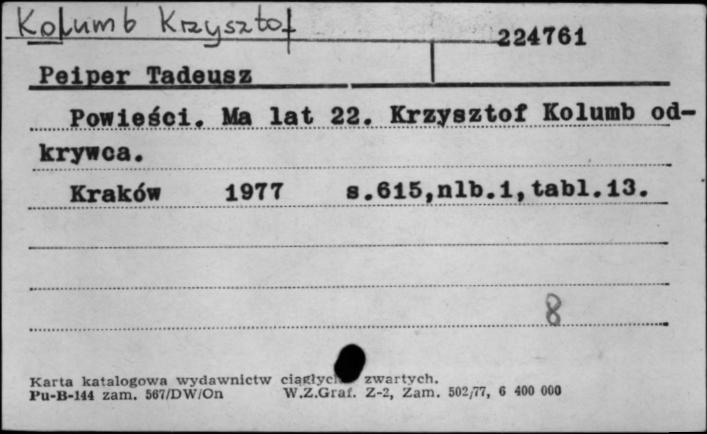 Kolumb Krzysztof
224761
Peiper Tadeusz
Powieści. Ma lat 22. Krzysztof Kolumb od-
krywca.
Kraków 1977 s.615,nlb.1,tabl.13.
8
Karta katalogowa wydawnictw ciągłych zwartych.
Pu-B-144 zam. 567/DW/On W.Z.Graf. Z-2, Zam. 502/77, 6 400 000